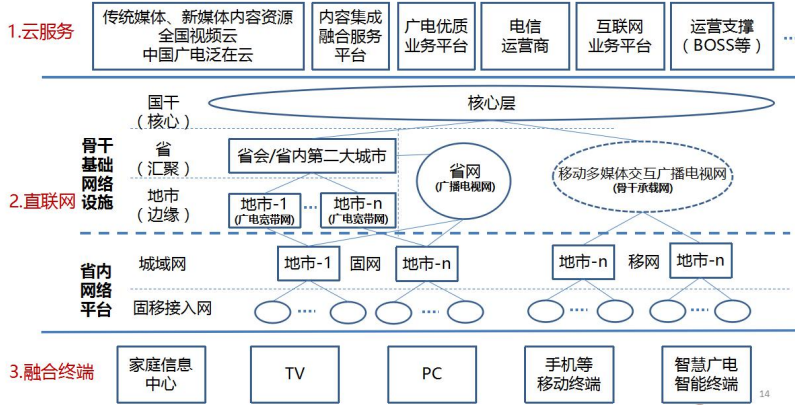 1.云服务
传统媒体、新媒体内容资源
全国视频云
中国广电泛在云
内容集成
融合服务
平台
广电优质
业务平台
电信
运营商
互联网
业务平台
运营支撑
（BOSS等）
2.直联网
骨干
基础
网络
设施
国干
（核心）
核心层
省
（汇聚）
省会/省内第二大城市
省网
(广播电视网)
移动多媒体交互广播电视网
(骨干承载网)
地市
（边缘）
地市-1
(广电宽带网)
地市-n
(广电宽带网)
省内
网络
平台
城域网
地市-1
固网
地市-n
地市-n
移网
地市-n
固移接入网
3.融合终端
家庭信息
中心
TV
PC
手机等
移动终端
智慧广电
智能终端
14